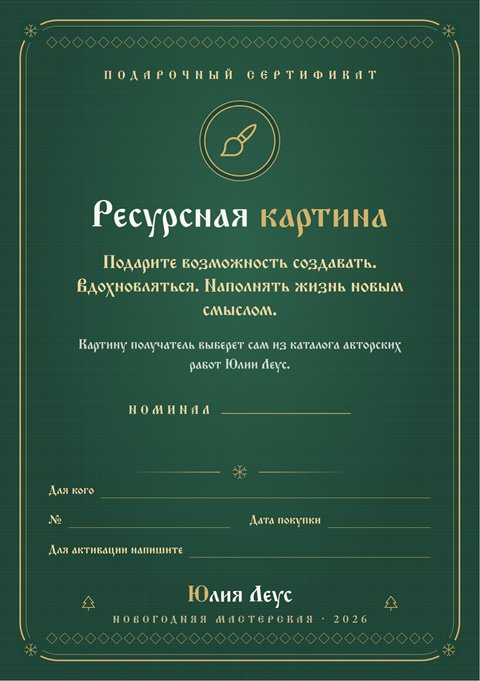 ПОДАРОЧНЫЙ СЕРТИФИКАТ
Ресурсная картина
Подарите возможность создавать.
Вдохновляться. Наполнять жизнь новым
смыслом.
Картину получатель выберет сам из каталога авторских
работ Юлии Леус.
НОМИНАЛ
Для кого
№ Дата покупки
Для активации напишите
Юлия Леус
НОВОГОДНЯЯ МАСТЕРСКАЯ · 2026